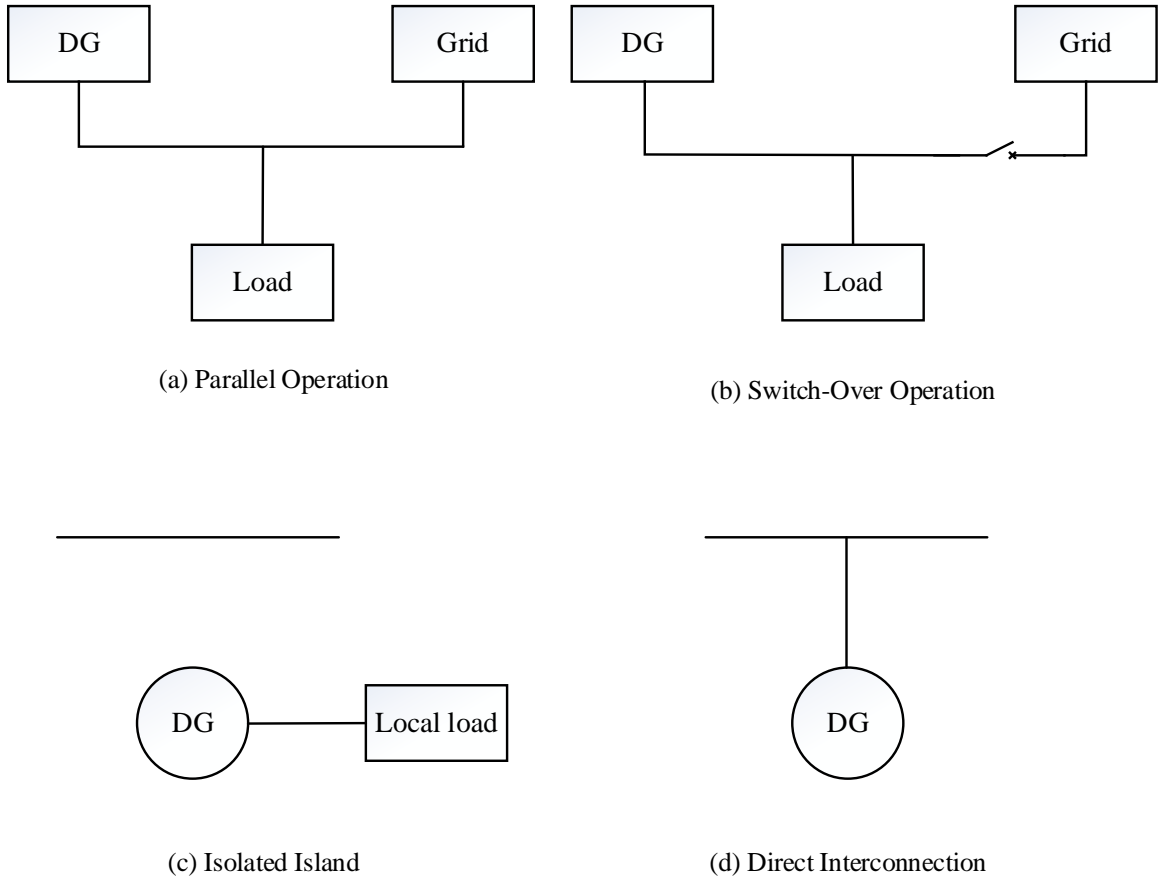 DG
Grid
Load
(a) Parallel Operation
DG
Grid
Load
(b) Switch-Over Operation
DG
Local load
(c) Isolated Island
DG
(d) Direct Interconnection